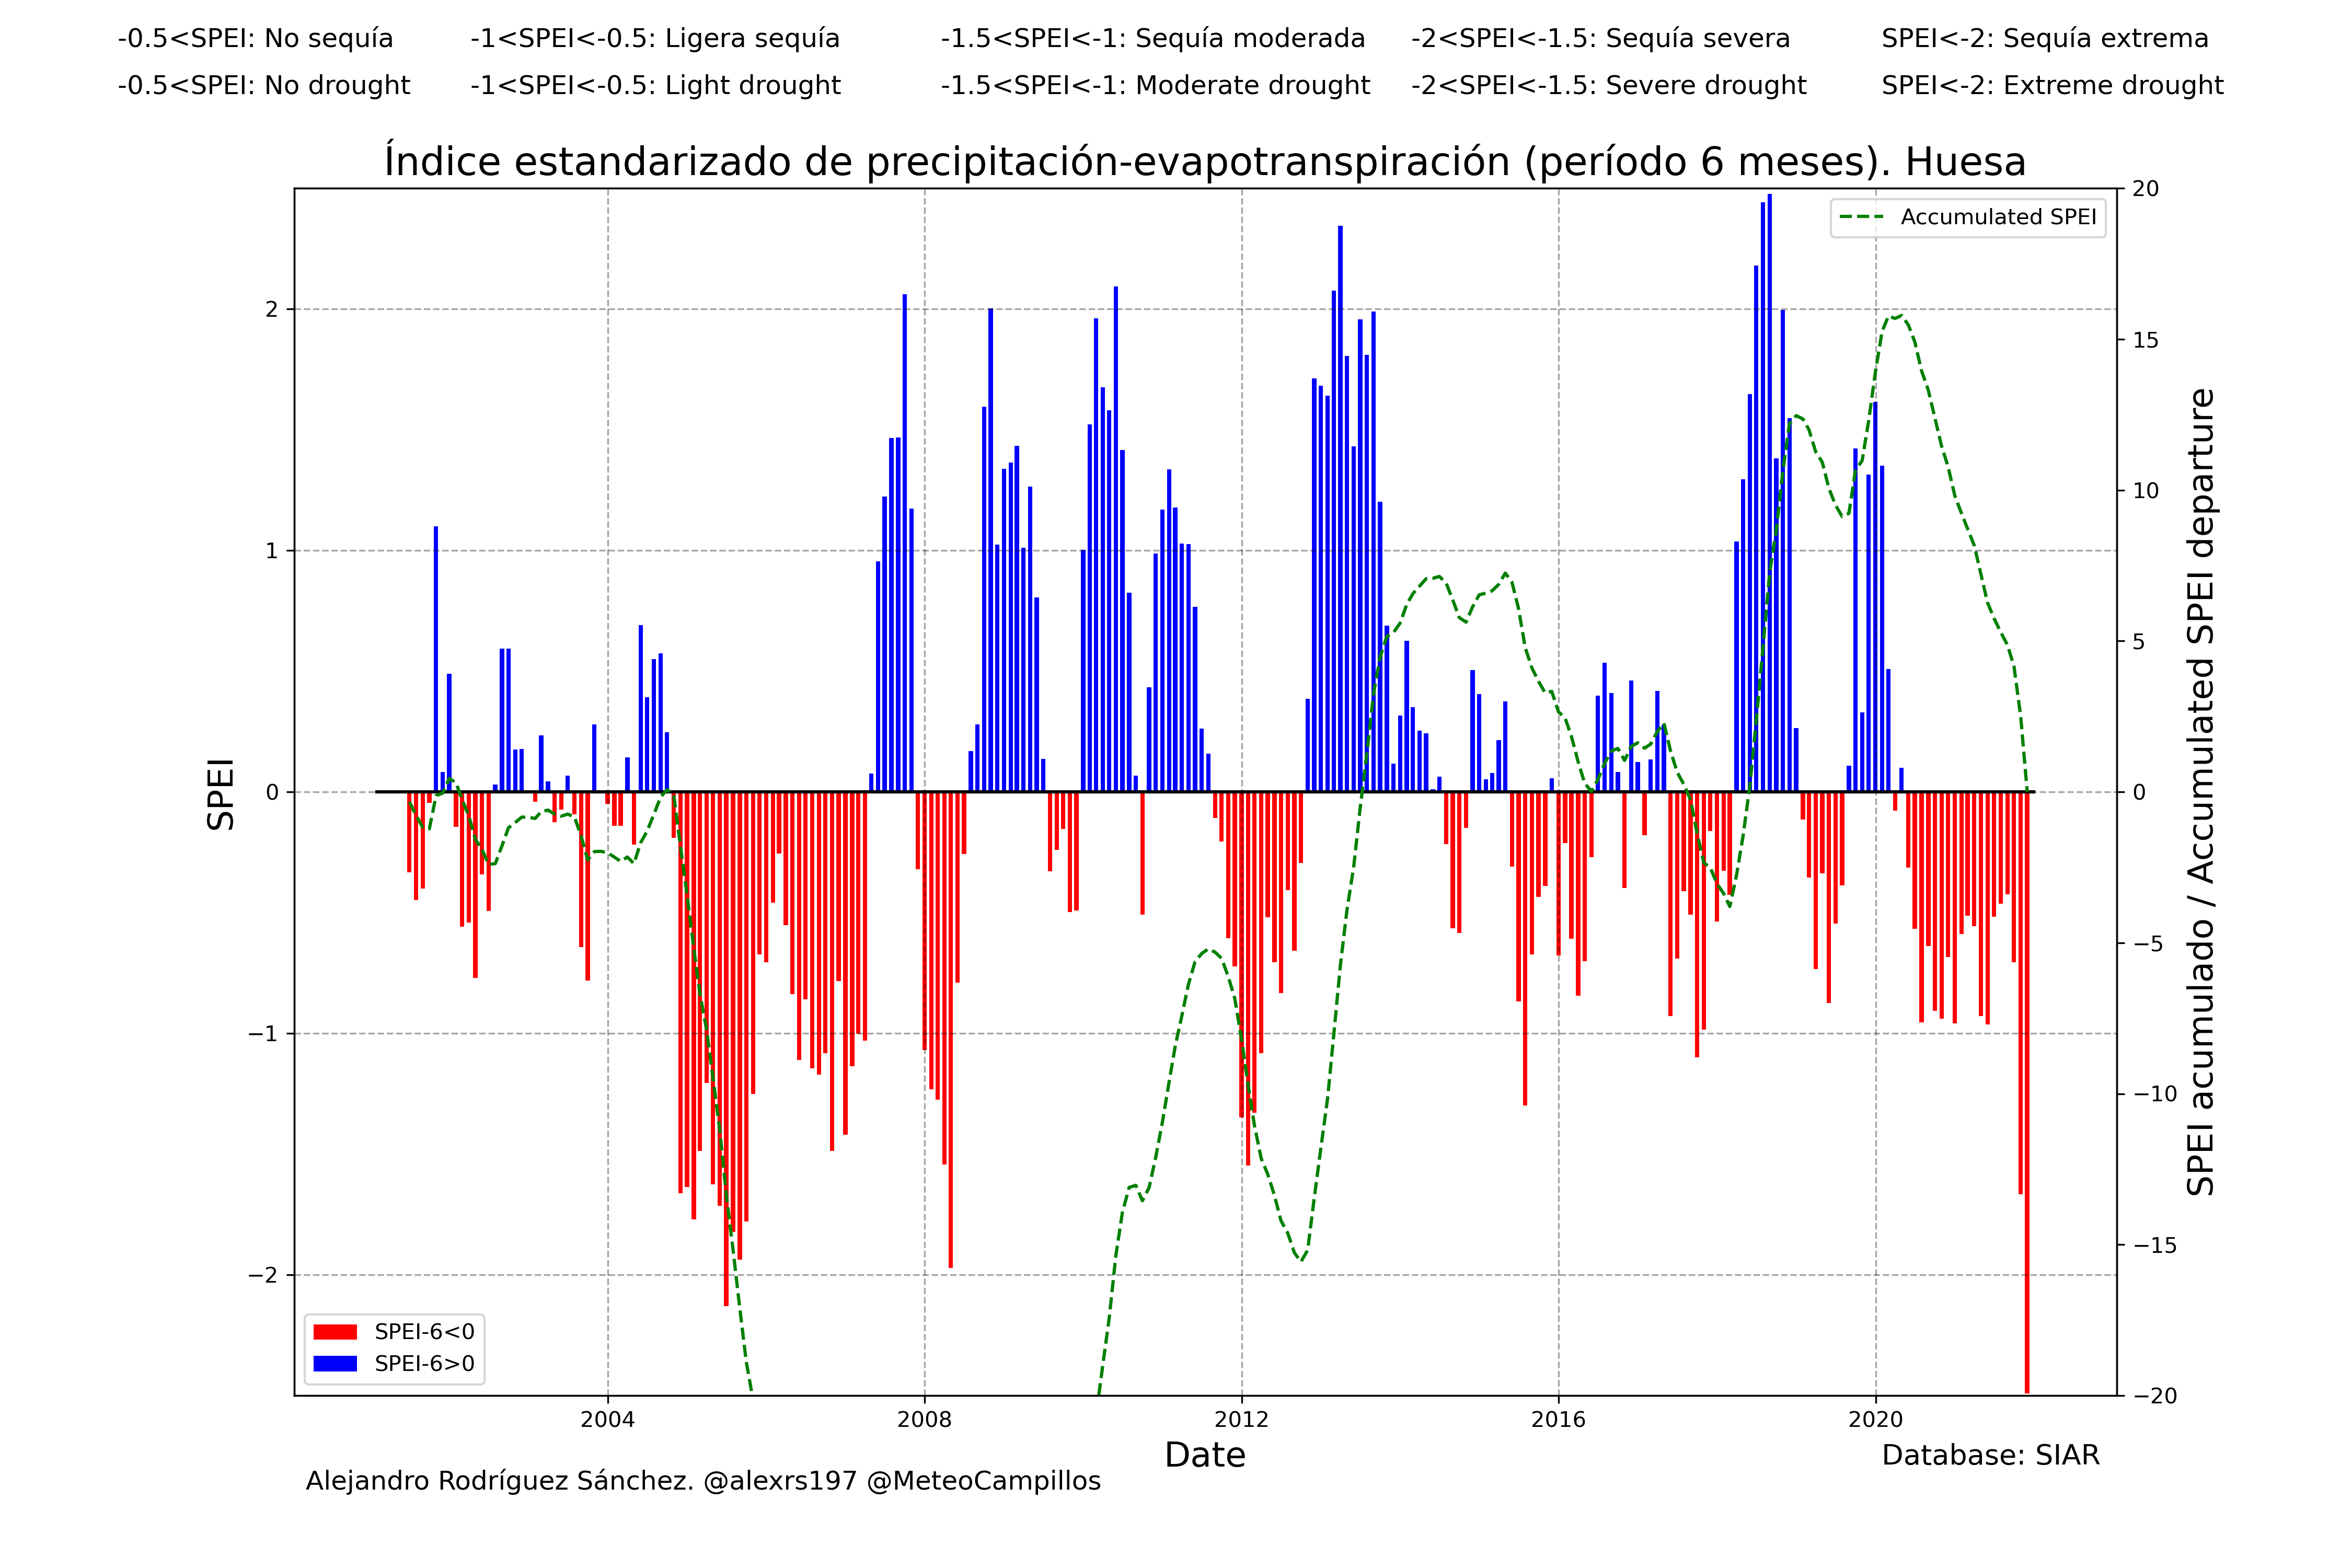 -0.5<SPEI: No sequía -1<SPEI<-0.5: Ligera sequía -1.5<SPEI<-1: Sequía moderada -2<SPEI<-1.5: Sequía severa SPEI<-2: Sequía extrema
-0.5<SPEI: No drought -1<SPEI<-0.5: Light drought -1.5<SPEI<-1: Moderate drought -2<SPEI<-1.5: Severe drought SPEI<-2: Extreme drought
Índice estandarizado de precipitación-evapotranspiración (período 6 meses). Huesa
Accumulated SPEI
SPEI
2
1
0
−1
−2
20
15
10
5
0
−5
−10
−15
−20
SPEI acumulado / Accumulated SPEI departure
SPEI-6<0
SPEI-6>0
2004 2008 2012 2016 2020
Date
Database: SIAR
Alejandro Rodríguez Sánchez. @alexrs197 @MeteoCampillos